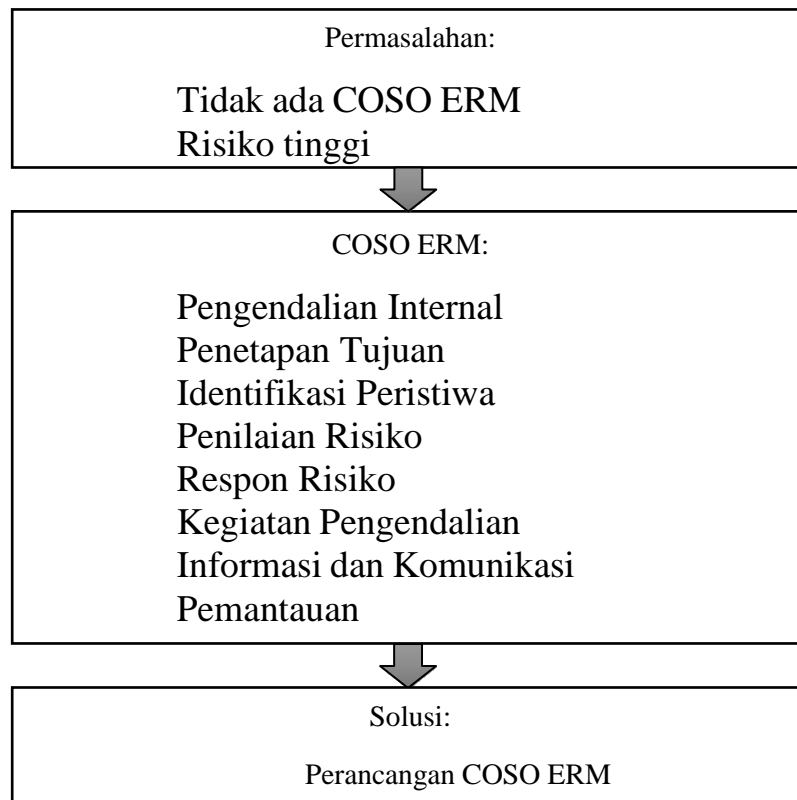 Permasalahan:
Tidak ada COSO ERM
Risiko tinggi
COSO ERM:
Pengendalian Internal
Penetapan Tujuan
Identifikasi Peristiwa
Penilaian Risiko
Respon Risiko
Kegiatan Pengendalian
Informasi dan Komunikasi
Pemantauan
Solusi:
Perancangan COSO ERM